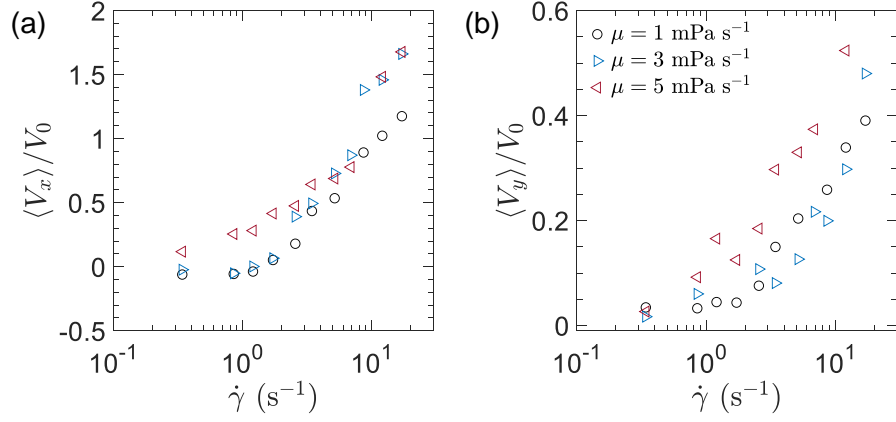 (a)
2
1.5
1
0.5
0
-0.5
⟨V_x⟩/V_0
10^{-1}
10^0
10^1
γ̇ (s^{-1})
(b)
0.6
0.4
0.2
0
⟨V_y⟩/V_0
μ = 1 mPa s^{-1}
μ = 3 mPa s^{-1}
μ = 5 mPa s^{-1}
10^{-1}
10^0
10^1
γ̇ (s^{-1})